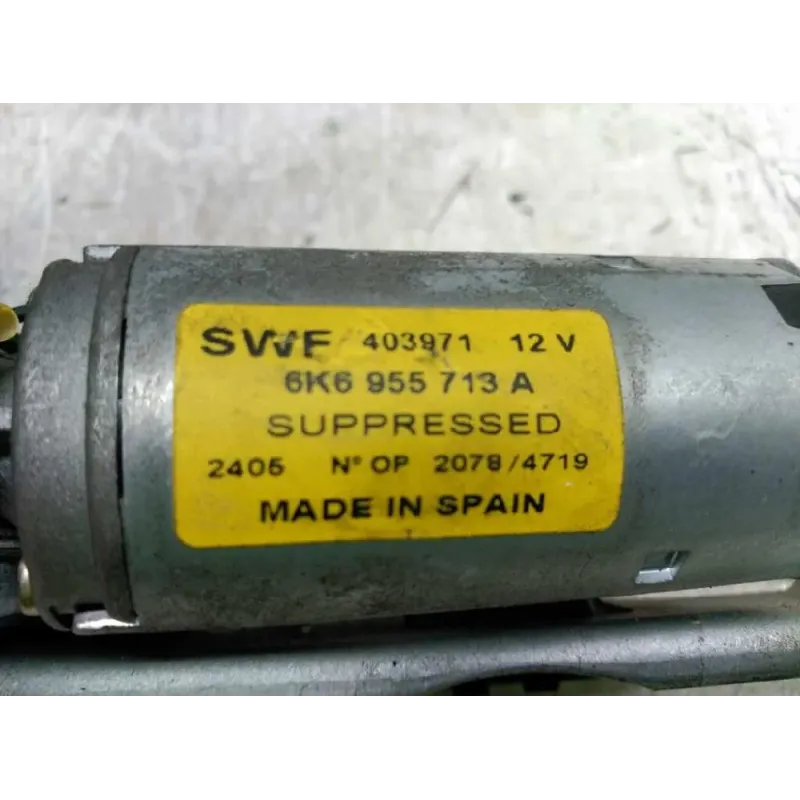 SWF 403971 12 V
6K6 955 713 A
SUPPRESSED
2405 Nº OP 2078/4719
MADE IN SPAIN